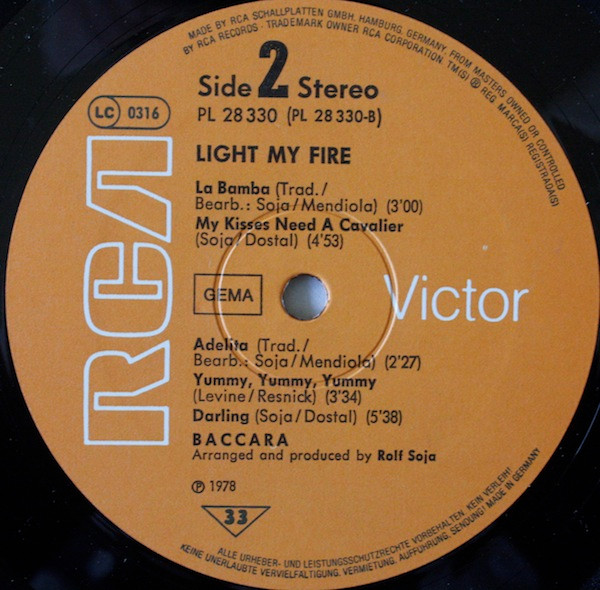 MADE BY RCA SCHALLPLATTEN GMBH, HAMBURG, GERMANY, FROM MASTERS OWNED OR CONTROLLED
BY RCA RECORDS · TRADEMARK OWNER RCA CORPORATION. TM(S) ® REG. MARCA(S) REGISTRADA(S)
Side 2 Stereo
PL 28 330 (PL 28 330-B)
LC 0316
LIGHT MY FIRE
La Bamba (Trad./
Bearb.: Soja/Mendiola) (3'00)
My Kisses Need A Cavalier
(Soja/Dostal) (4'53)
RCA
GEMA
Victor
Adelita (Trad./
Bearb.: Soja/Mendiola) (2'27)
Yummy, Yummy, Yummy
(Levine/Resnick) (3'34)
Darling (Soja/Dostal) (5'38)
BACCARA
Arranged and produced by Rolf Soja
℗ 1978
33
ALLE URHEBER- UND LEISTUNGSSCHUTZRECHTE VORBEHALTEN. KEIN VERLEIH!
KEINE UNERLAUBTE VERVIELFÄLTIGUNG, VERMIETUNG, AUFFÜHRUNG, SENDUNG! MADE IN GERMANY